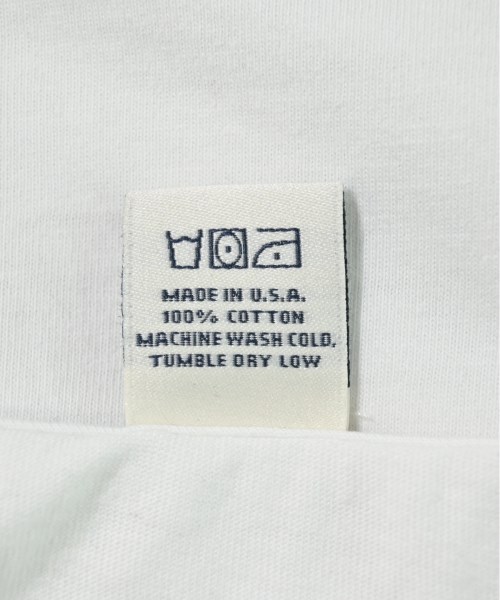 MADE IN U.S.A.
100% COTTON
MACHINE WASH COLD.
TUMBLE DRY LOW